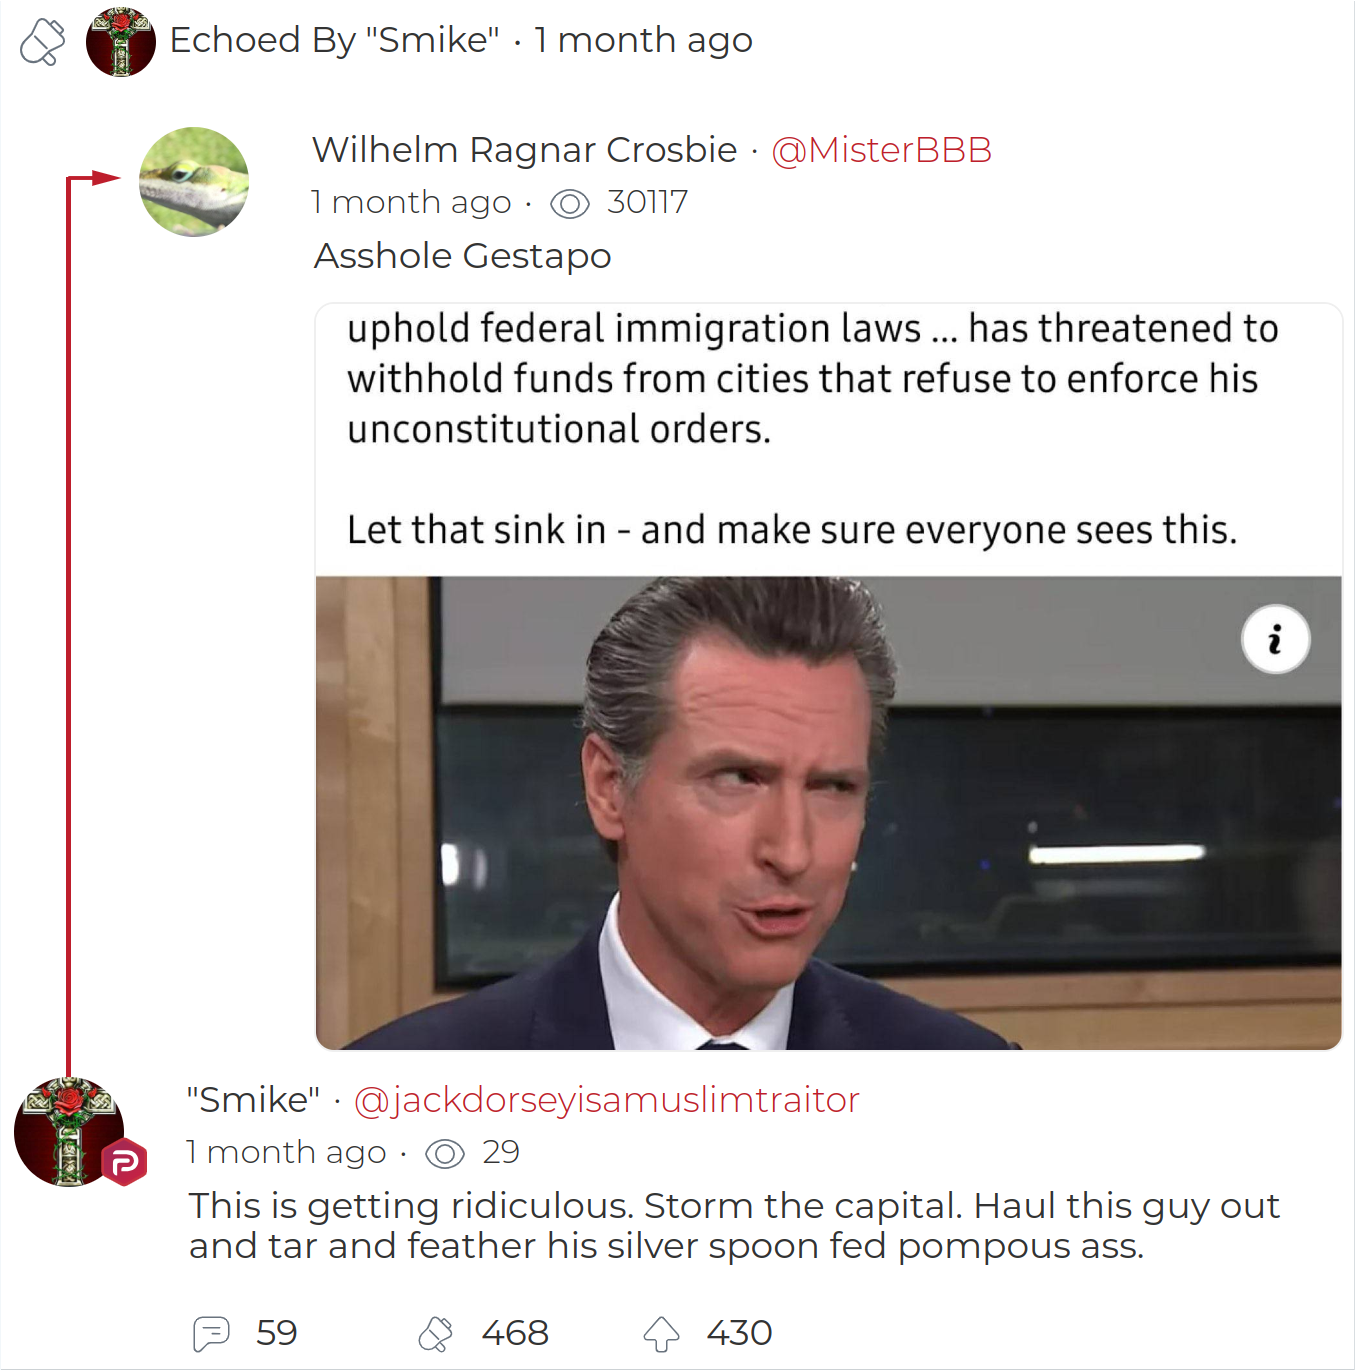 Echoed By "Smike" · 1 month ago
Wilhelm Ragnar Crosbie · @MisterBBB
1 month ago · 30117
Asshole Gestapo
uphold federal immigration laws ... has threatened to
withhold funds from cities that refuse to enforce his
unconstitutional orders.
Let that sink in - and make sure everyone sees this.
i
"Smike" · @jackdorseyisamuslimtraitor
1 month ago · 29
This is getting ridiculous. Storm the capital. Haul this guy out
and tar and feather his silver spoon fed pompous ass.
59 468 430